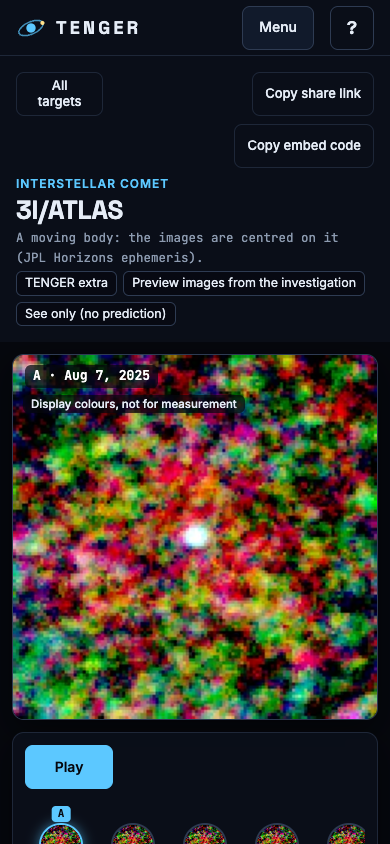 TENGER
Menu
?
All
targets
Copy share link
Copy embed code
INTERSTELLAR COMET
3I/ATLAS
A moving body: the images are centred on it
(JPL Horizons ephemeris).
TENGER extra
Preview images from the investigation
See only (no prediction)
A · Aug 7, 2025
Display colours, not for measurement
Play
A